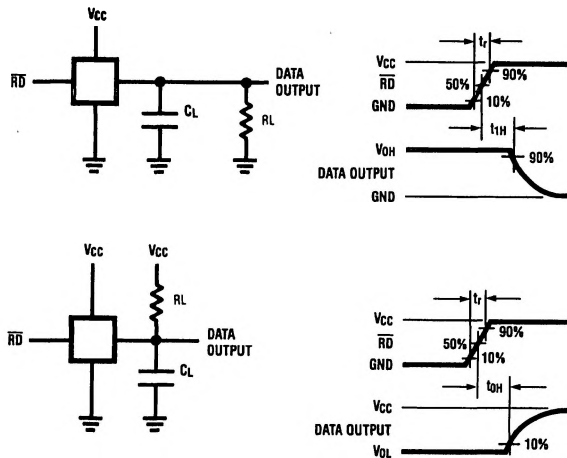 VCC
RD
DATA
OUTPUT
CL
RL
tr
VCC
90%
RD
50%
10%
GND
t1H
VOH
90%
DATA OUTPUT
GND
VCC
VCC
RL
RD
DATA
OUTPUT
CL
tr
VCC
90%
RD
50%
10%
GND
t0H
VCC
DATA OUTPUT
10%
VOL